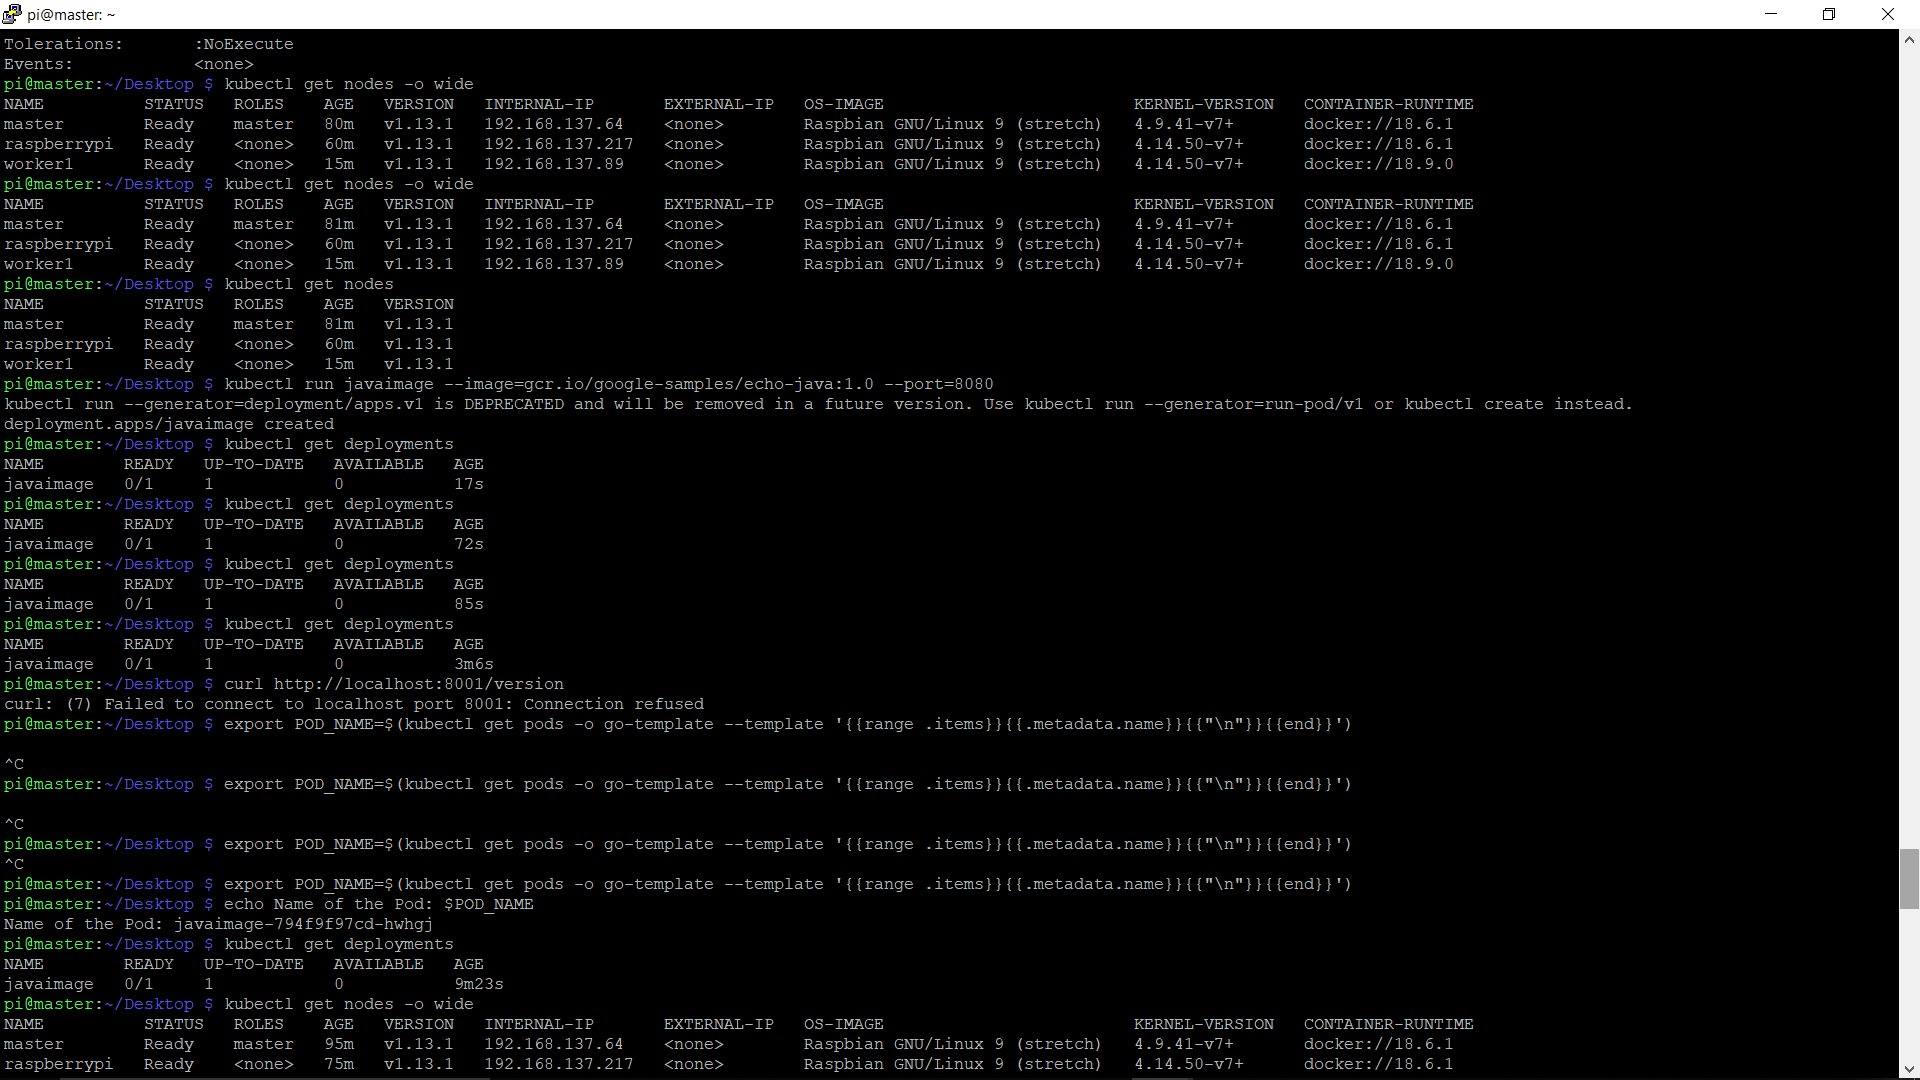 pi@master: ~
Tolerations:       :NoExecute
Events:            <none>
pi@master:~/Desktop $ kubectl get nodes -o wide
NAME          STATUS   ROLES    AGE   VERSION   INTERNAL-IP       EXTERNAL-IP   OS-IMAGE                         KERNEL-VERSION   CONTAINER-RUNTIME
master        Ready    master   80m   v1.13.1   192.168.137.64    <none>        Raspbian GNU/Linux 9 (stretch)   4.9.41-v7+       docker://18.6.1
raspberrypi   Ready    <none>   60m   v1.13.1   192.168.137.217   <none>        Raspbian GNU/Linux 9 (stretch)   4.14.50-v7+      docker://18.6.1
worker1       Ready    <none>   15m   v1.13.1   192.168.137.89    <none>        Raspbian GNU/Linux 9 (stretch)   4.14.50-v7+      docker://18.9.0
pi@master:~/Desktop $ kubectl get nodes -o wide
NAME          STATUS   ROLES    AGE   VERSION   INTERNAL-IP       EXTERNAL-IP   OS-IMAGE                         KERNEL-VERSION   CONTAINER-RUNTIME
master        Ready    master   81m   v1.13.1   192.168.137.64    <none>        Raspbian GNU/Linux 9 (stretch)   4.9.41-v7+       docker://18.6.1
raspberrypi   Ready    <none>   60m   v1.13.1   192.168.137.217   <none>        Raspbian GNU/Linux 9 (stretch)   4.14.50-v7+      docker://18.6.1
worker1       Ready    <none>   15m   v1.13.1   192.168.137.89    <none>        Raspbian GNU/Linux 9 (stretch)   4.14.50-v7+      docker://18.9.0
pi@master:~/Desktop $ kubectl get nodes
NAME          STATUS   ROLES    AGE   VERSION
master        Ready    master   81m   v1.13.1
raspberrypi   Ready    <none>   60m   v1.13.1
worker1       Ready    <none>   15m   v1.13.1
pi@master:~/Desktop $ kubectl run javaimage --image=gcr.io/google-samples/echo-java:1.0 --port=8080
kubectl run --generator=deployment/apps.v1 is DEPRECATED and will be removed in a future version. Use kubectl run --generator=run-pod/v1 or kubectl create instead.
deployment.apps/javaimage created
pi@master:~/Desktop $ kubectl get deployments
NAME        READY   UP-TO-DATE   AVAILABLE   AGE
javaimage   0/1     1            0           17s
pi@master:~/Desktop $ kubectl get deployments
NAME        READY   UP-TO-DATE   AVAILABLE   AGE
javaimage   0/1     1            0           72s
pi@master:~/Desktop $ kubectl get deployments
NAME        READY   UP-TO-DATE   AVAILABLE   AGE
javaimage   0/1     1            0           85s
pi@master:~/Desktop $ kubectl get deployments
NAME        READY   UP-TO-DATE   AVAILABLE   AGE
javaimage   0/1     1            0           3m6s
pi@master:~/Desktop $ curl http://localhost:8001/version
curl: (7) Failed to connect to localhost port 8001: Connection refused
pi@master:~/Desktop $ export POD_NAME=$(kubectl get pods -o go-template --template '{{range .items}}{{.metadata.name}}{{"\n"}}{{end}}')
^C
pi@master:~/Desktop $ export POD_NAME=$(kubectl get pods -o go-template --template '{{range .items}}{{.metadata.name}}{{"\n"}}{{end}}')
^C
pi@master:~/Desktop $ export POD_NAME=$(kubectl get pods -o go-template --template '{{range .items}}{{.metadata.name}}{{"\n"}}{{end}}')
^C
pi@master:~/Desktop $ export POD_NAME=$(kubectl get pods -o go-template --template '{{range .items}}{{.metadata.name}}{{"\n"}}{{end}}')
pi@master:~/Desktop $ echo Name of the Pod: $POD_NAME
Name of the Pod: javaimage-794f9f97cd-hwhgj
pi@master:~/Desktop $ kubectl get deployments
NAME        READY   UP-TO-DATE   AVAILABLE   AGE
javaimage   0/1     1            0           9m23s
pi@master:~/Desktop $ kubectl get nodes -o wide
NAME          STATUS   ROLES    AGE   VERSION   INTERNAL-IP       EXTERNAL-IP   OS-IMAGE                         KERNEL-VERSION   CONTAINER-RUNTIME
master        Ready    master   95m   v1.13.1   192.168.137.64    <none>        Raspbian GNU/Linux 9 (stretch)   4.9.41-v7+       docker://18.6.1
raspberrypi   Ready    <none>   75m   v1.13.1   192.168.137.217   <none>        Raspbian GNU/Linux 9 (stretch)   4.14.50-v7+      docker://18.6.1